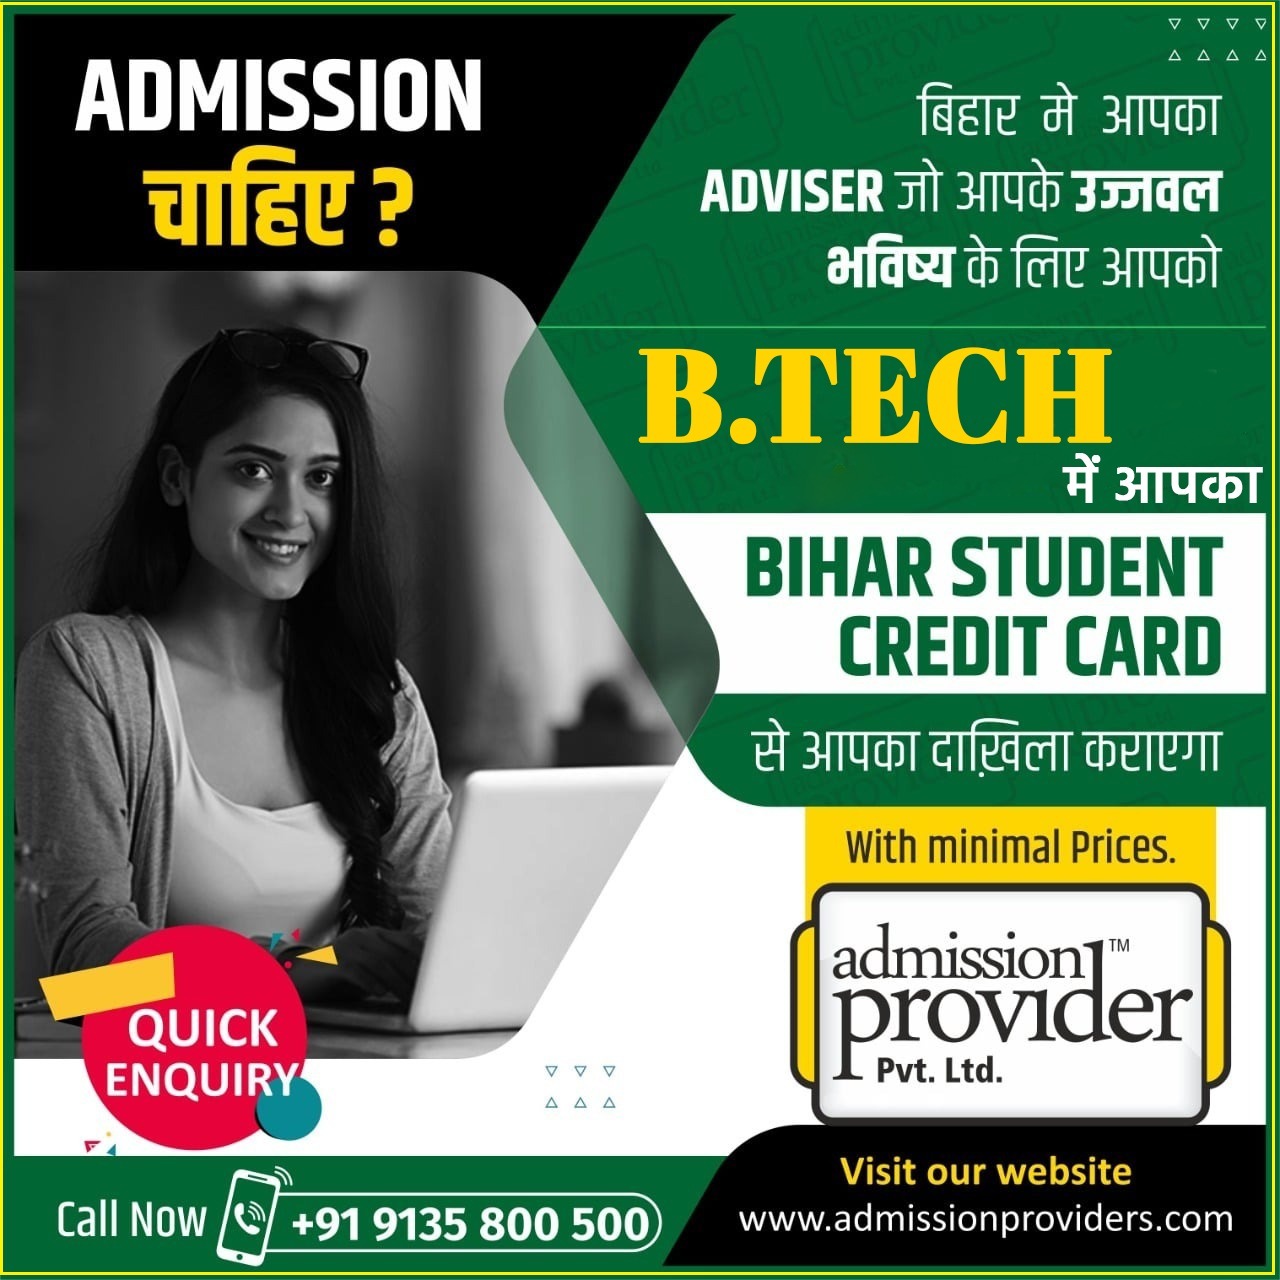 ADMISSION
चाहिए ?
बिहार मे आपका
ADVISER जो आपके उज्जवल
भविष्य के लिए आपको
B.TECH
में आपका
BIHAR STUDENT
CREDIT CARD
से आपका दाख़िला कराएगा
With minimal Prices.
admission™
provider
Pvt. Ltd.
QUICK
ENQUIRY
Call Now +91 9135 800 500
Visit our website
www.admissionproviders.com